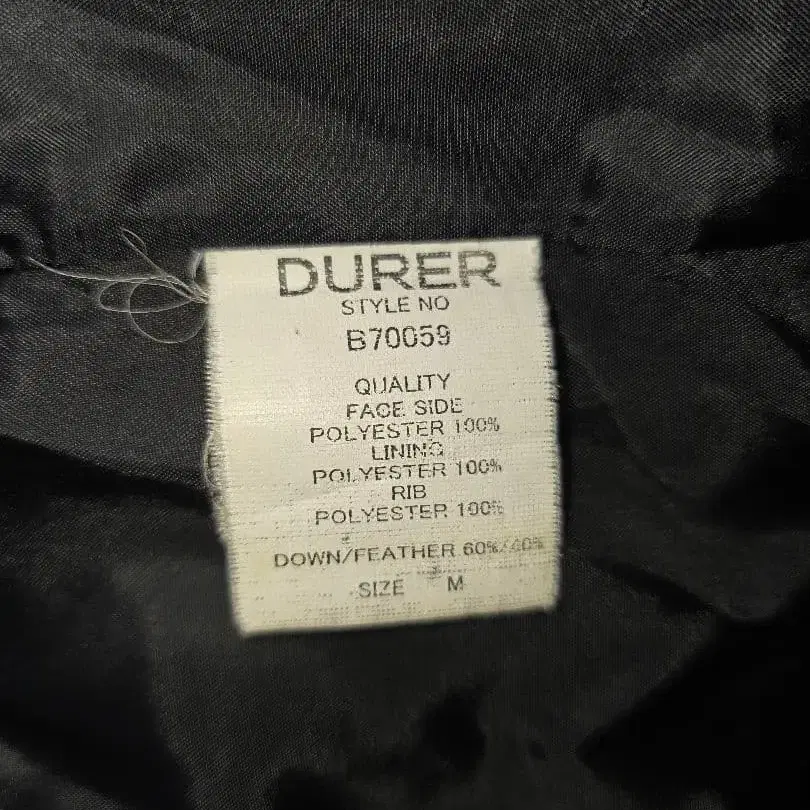 DURER
STYLE NO
B70059
QUALITY
FACE SIDE
POLYESTER 100%
LINING
POLYESTER 100%
RIB
POLYESTER 100%
DOWN/FEATHER 60%/40%
SIZE M